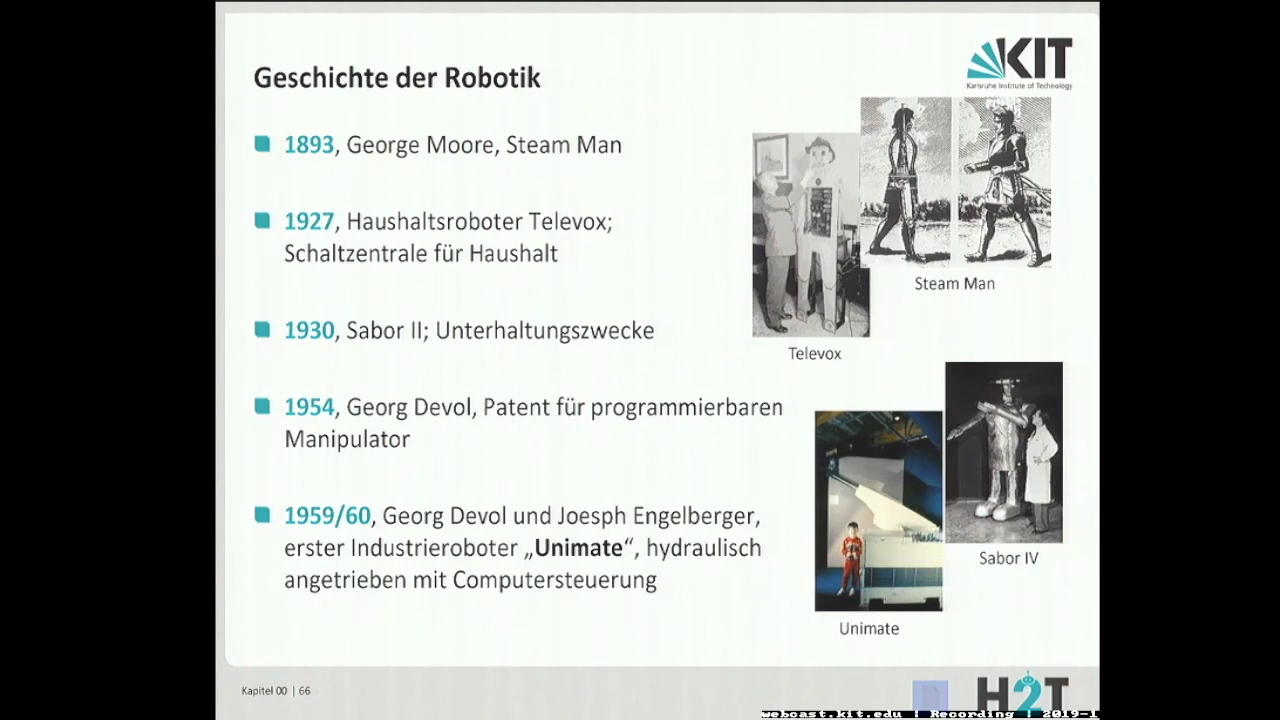 Geschichte der Robotik
KIT
Karlsruhe Institute of Technology
1893, George Moore, Steam Man
1927, Haushaltsroboter Televox;
Schaltzentrale für Haushalt
1930, Sabor II; Unterhaltungszwecke
1954, Georg Devol, Patent für programmierbaren
Manipulator
1959/60, Georg Devol und Joesph Engelberger,
erster Industrieroboter „Unimate“, hydraulisch
angetrieben mit Computersteuerung
Steam Man
Televox
Sabor IV
Unimate
Kapitel 00 | 66
H2T
webcast.kit.edu ! Recording ! 2019-1